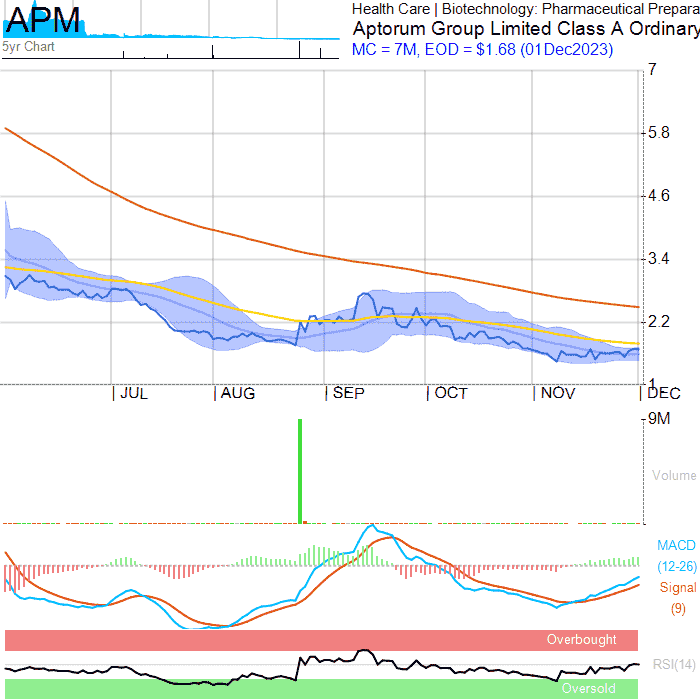 APM
5yr Chart
Health Care | Biotechnology: Pharmaceutical Prepara
Aptorum Group Limited Class A Ordinary
MC = 7M, EOD = $1.68 (01Dec2023)
7
5.8
4.6
3.4
2.2
1
JUL AUG SEP OCT NOV DEC
9M
Volume
MACD
(12-26)
Signal
(9)
Overbought
RSI(14)
Oversold